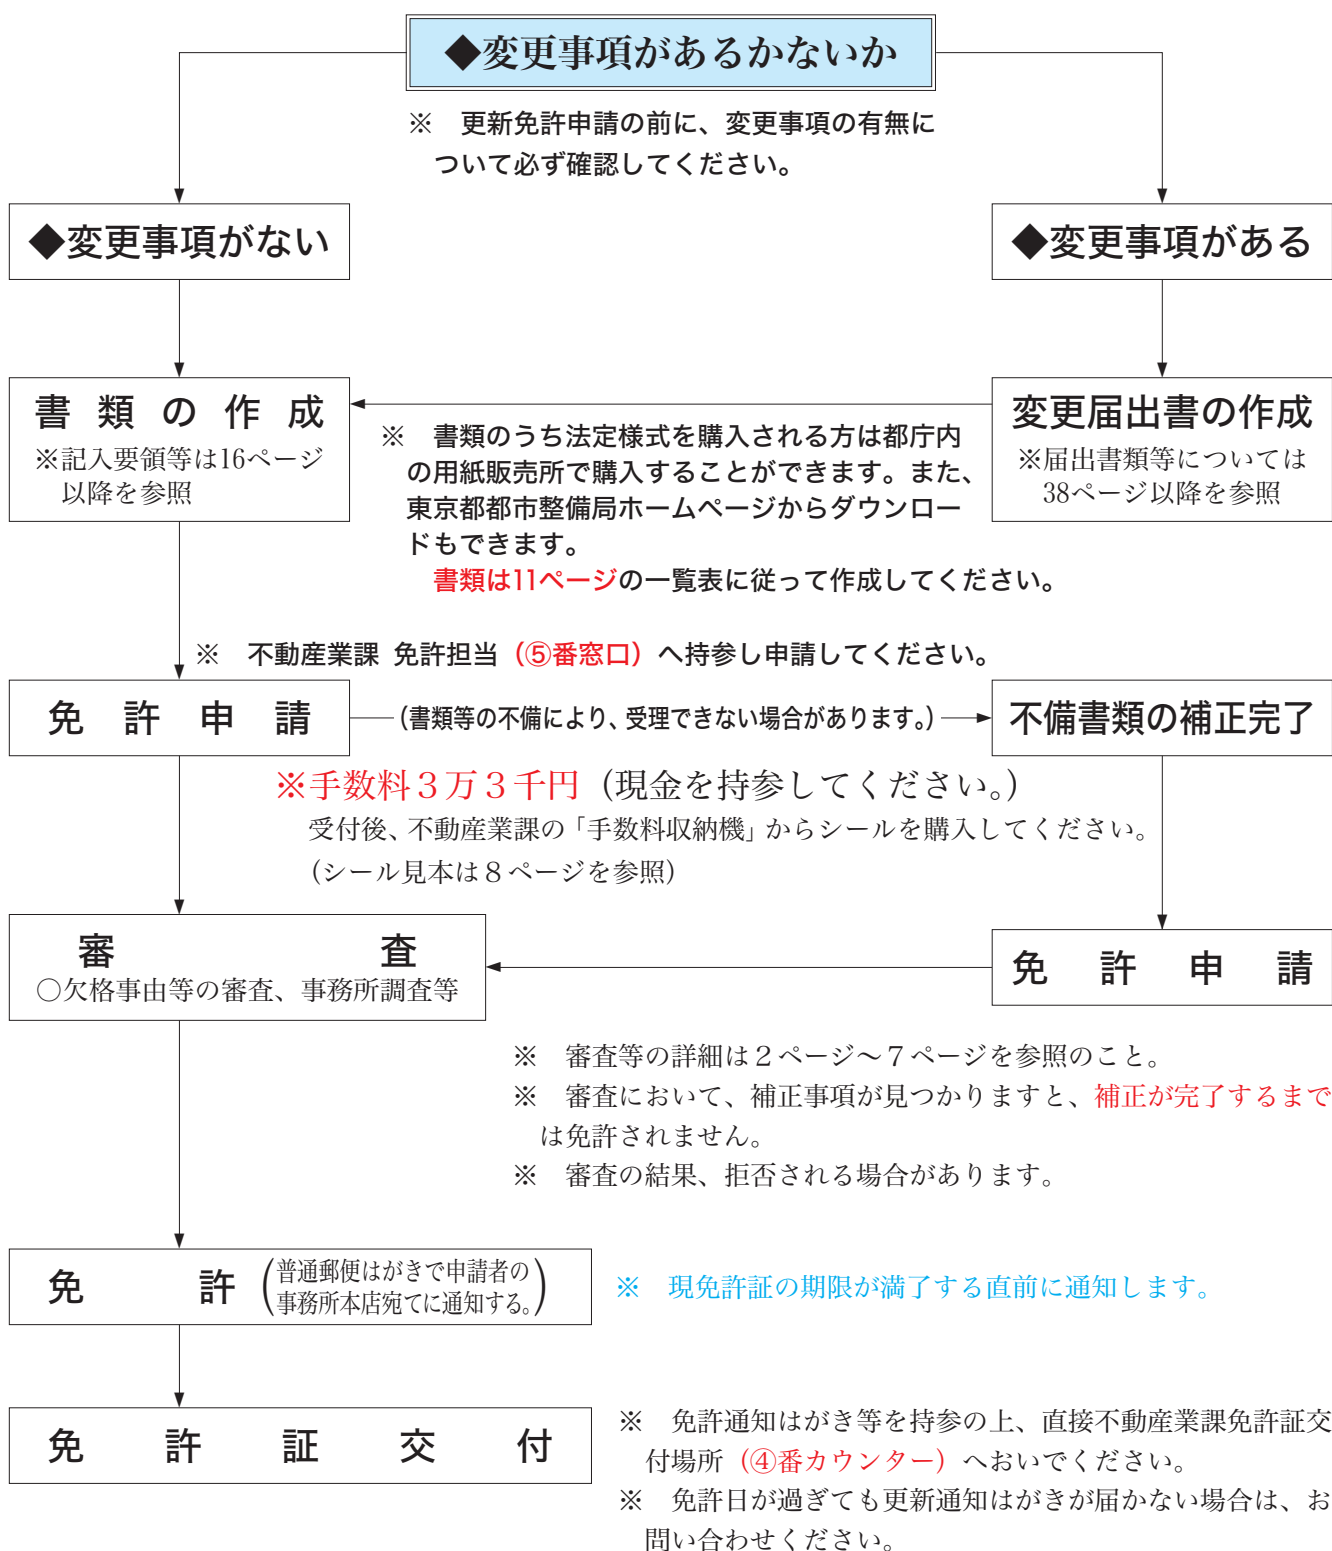 ◆変更事項があるかないか
※　更新免許申請の前に、変更事項の有無に
ついて必ず確認してください。
◆変更事項がない
◆変更事項がある
書類の作成
※記入要領等は16ページ
以降を参照
変更届出書の作成
※届出書類等については
38ページ以降を参照
※　書類のうち法定様式を購入される方は都庁内
の用紙販売所で購入することができます。また、
東京都都市整備局ホームページからダウンロー
ドもできます。
書類は11ページの一覧表に従って作成してください。
※　不動産業課 免許担当（⑤番窓口）へ持参し申請してください。
免許申請
（書類等の不備により、受理できない場合があります。）
不備書類の補正完了
※手数料３万３千円（現金を持参してください。）
受付後、不動産業課の「手数料収納機」からシールを購入してください。
（シール見本は８ページを参照）
審査
○欠格事由等の審査、事務所調査等
免許申請
※　審査等の詳細は２ページ～７ページを参照のこと。
※　審査において、補正事項が見つかりますと、補正が完了するまで
は免許されません。
※　審査の結果、拒否される場合があります。
免許（普通郵便はがきで申請者の
事務所本店宛てに通知する。）
※　現免許証の期限が満了する直前に通知します。
免許証交付
※　免許通知はがき等を持参の上、直接不動産業課免許証交
付場所（④番カウンター）へおいでください。
※　免許日が過ぎても更新通知はがきが届かない場合は、お
問い合わせください。